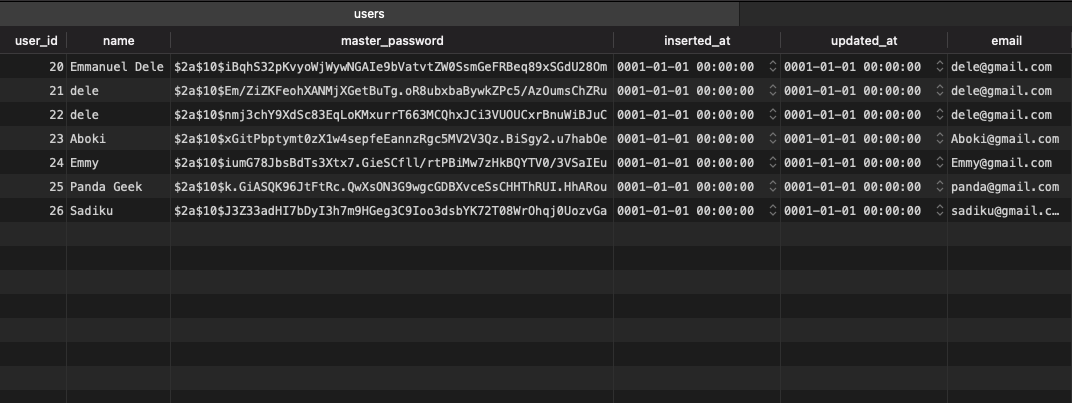 users
user_id name master_password inserted_at updated_at email
20 Emmanuel Dele $2a$10$iBqhS32pKvyoWjWywNGAIe9bVatvtZW0SsmGeFRBeq89xSGdU28Om 0001-01-01 00:00:00 0001-01-01 00:00:00 dele@gmail.com
21 dele $2a$10$Em/ZiZKFeohXANMjXGetBuTg.oR8ubxbaBywkZPc5/AzOumsChZRu 0001-01-01 00:00:00 0001-01-01 00:00:00 dele@gmail.com
22 dele $2a$10$nmj3chY9XdSc83EqLoKMxurrT663MCQhxJCi3VUOUCxrBnuWiBJuC 0001-01-01 00:00:00 0001-01-01 00:00:00 dele@gmail.com
23 Aboki $2a$10$xGitPbptymt0zX1w4sepfeEannzRgc5MV2V3Qz.BiSgy2.u7habOe 0001-01-01 00:00:00 0001-01-01 00:00:00 Aboki@gmail.com
24 Emmy $2a$10$iumG78JbsBdTs3Xtx7.GieSCfll/rtPBiMw7zHkBQYTV0/3VSaIEu 0001-01-01 00:00:00 0001-01-01 00:00:00 Emmy@gmail.com
25 Panda Geek $2a$10$k.GiASQK96JtFtRc.QwXsON3G9wgcGDBXvceSsCHHThRUI.HhARou 0001-01-01 00:00:00 0001-01-01 00:00:00 panda@gmail.com
26 Sadiku $2a$10$J3Z33adHI7bDyI3h7m9HGeg3C9Ioo3dsbYK72T08WrOhqj0UozvGa 0001-01-01 00:00:00 0001-01-01 00:00:00 sadiku@gmail.c…